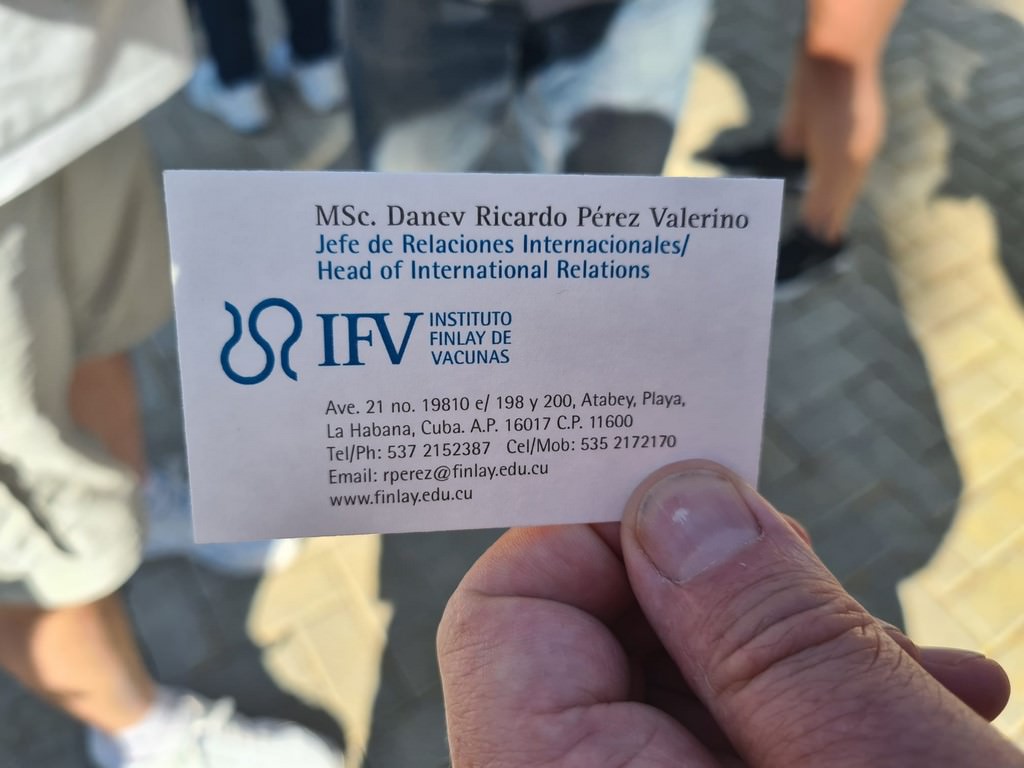 MSc. Danev Ricardo Pérez Valerino
Jefe de Relaciones Internacionales/
Head of International Relations
IFV
INSTITUTO
FINLAY DE
VACUNAS
Ave. 21 no. 19810 e/ 198 y 200, Atabey, Playa,
La Habana, Cuba. A.P. 16017 C.P. 11600
Tel/Ph: 537 2152387 Cel/Mob: 535 2172170
Email: rperez@finlay.edu.cu
www.finlay.edu.cu